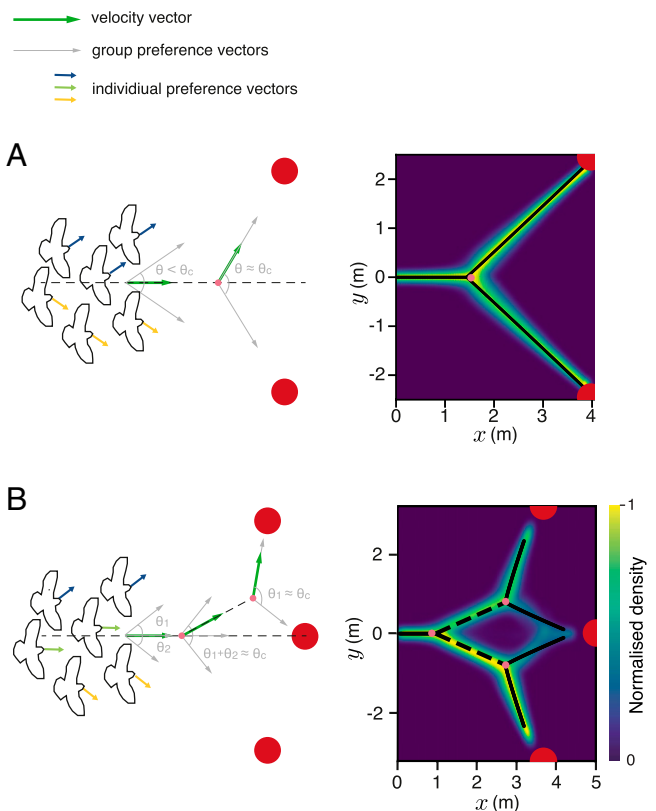 velocity vector
group preference vectors
individiual preference vectors
A
θ < θc
θ ≈ θc
2
1
0
-1
-2
y (m)
0 1 2 3 4
x (m)
B
θ1
θ2
θ1+θ2 ≈ θc
θ1 ≈ θc
2
0
-2
y (m)
0 1 2 3 4 5
x (m)
1
0
Normalised density